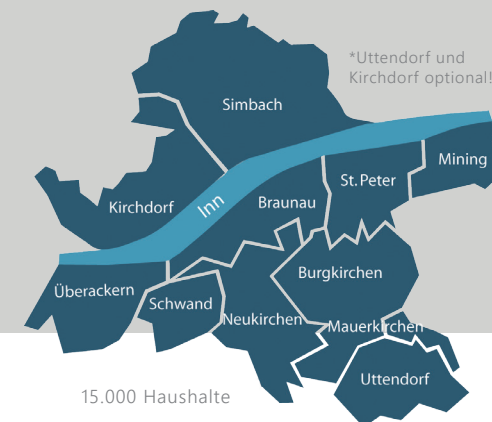 *Uttendorf und
Kirchdorf optional!
Simbach
Mining
St. Peter
Kirchdorf
Inn
Braunau
Burgkirchen
Überackern
Schwand
Neukirchen
Mauerkirchen
Uttendorf
15.000 Haushalte